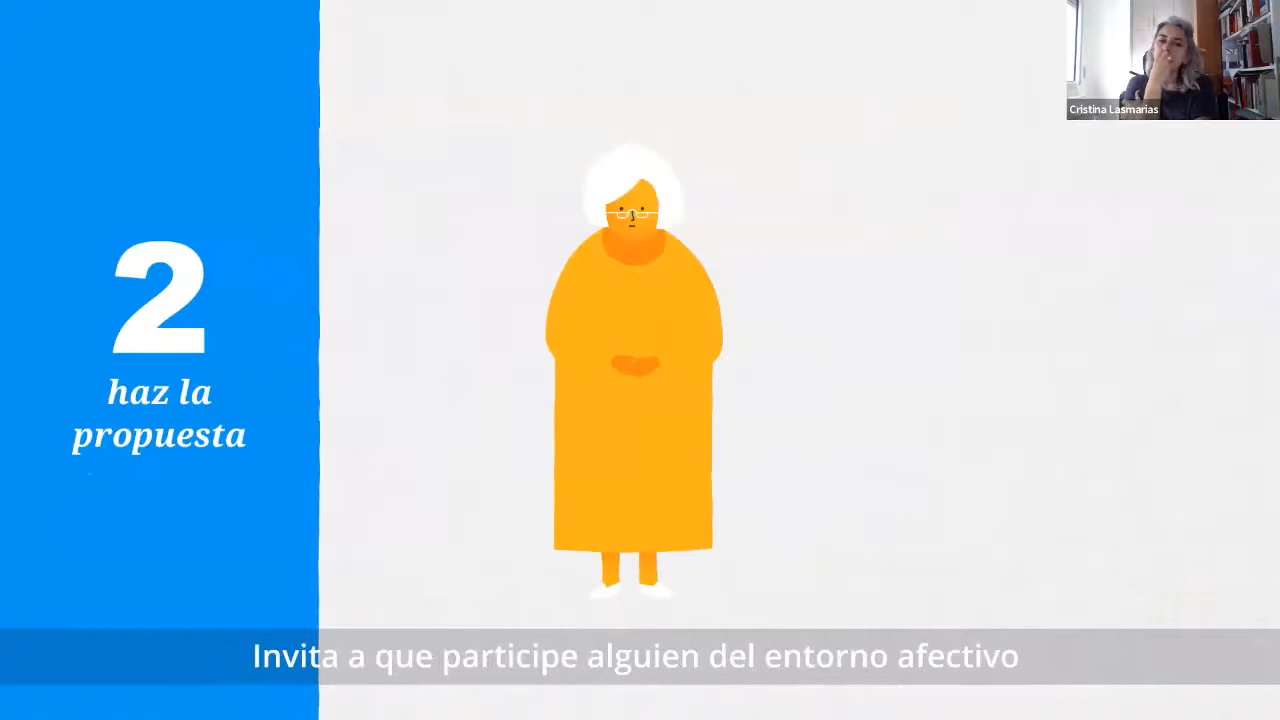 2
haz la
propuesta
Cristina Lasmarias
Invita a que participe alguien del entorno afectivo